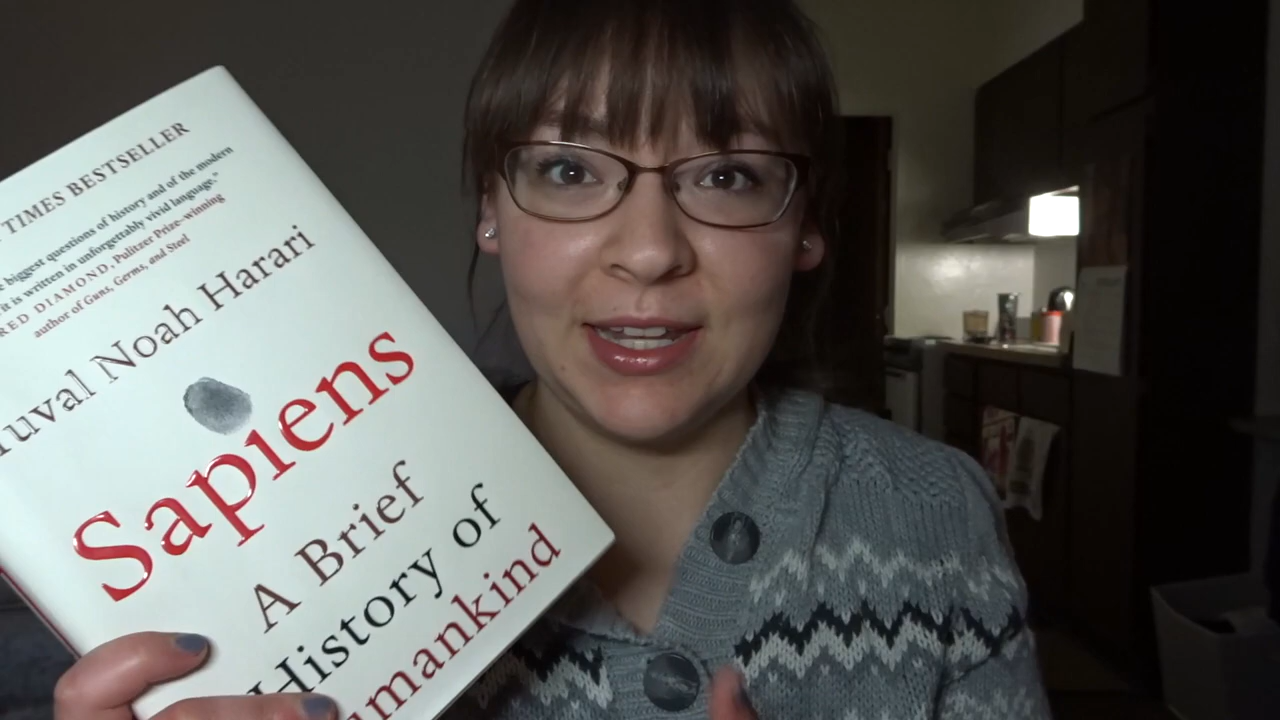 TIMES BESTSELLER
biggest questions of history and of the modern
it is written in unforgettably vivid language."
RED DIAMOND, Pulitzer Prize–winning
author of Guns, Germs, and Steel
Yuval Noah Harari
Sapiens
A Brief
History of
umankind